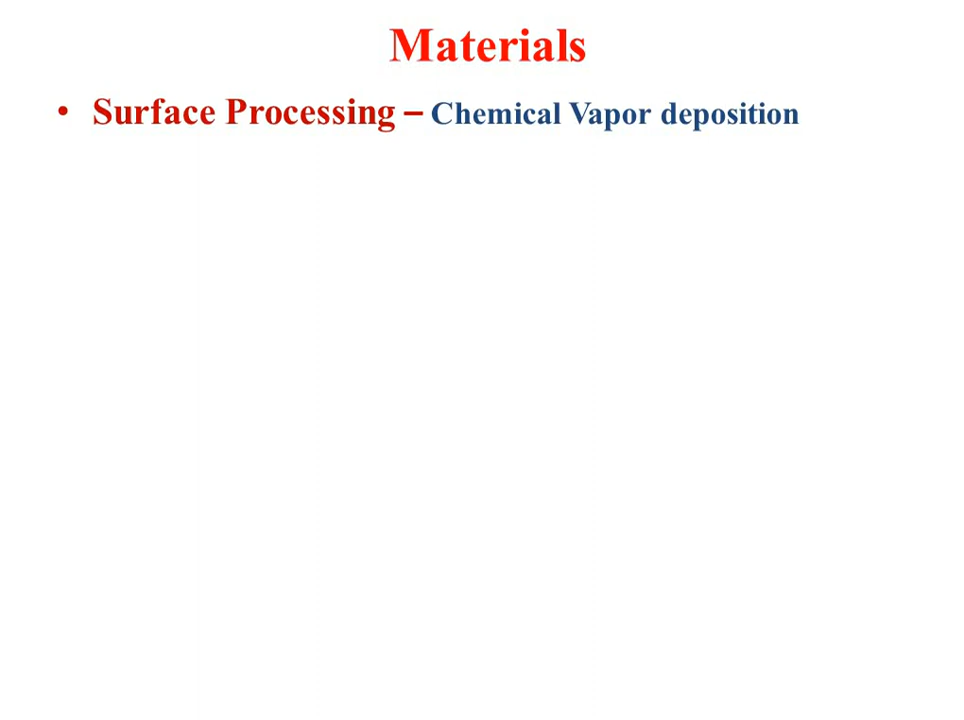 Materials
• Surface Processing – Chemical Vapor deposition